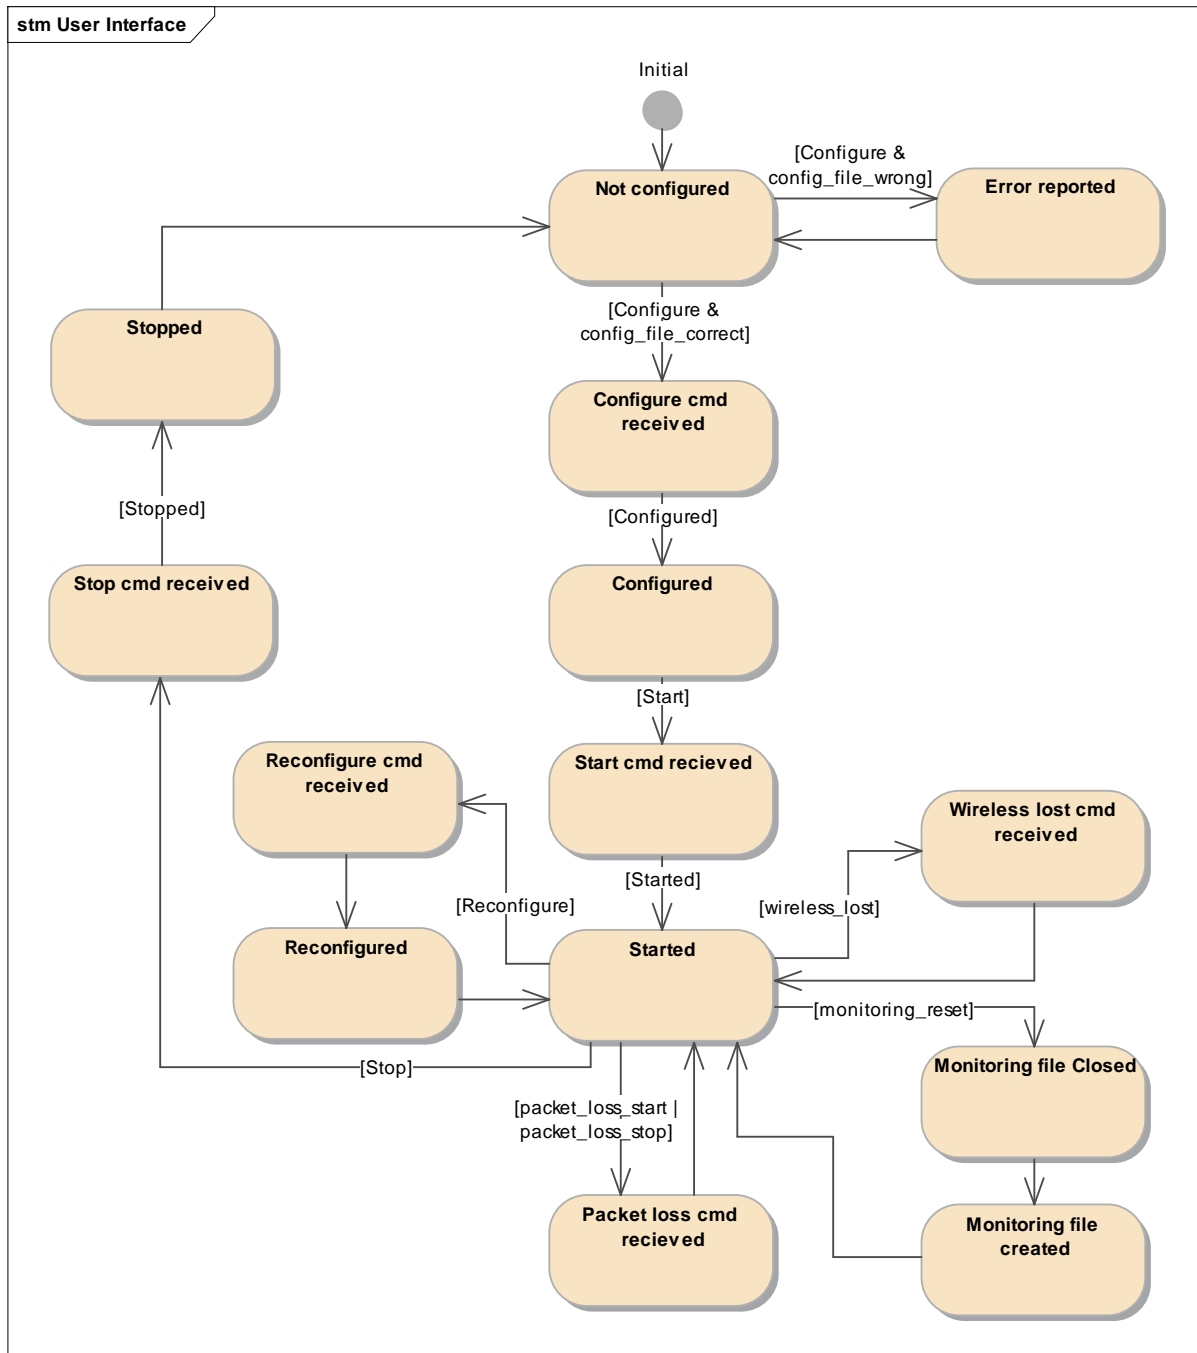 stm User Interface
Initial
[Configure &
config_file_wrong]
Not configured
Error reported
[Configure &
config_file_correct]
Stopped
Configure cmd
received
[Stopped]
[Configured]
Stop cmd received
Configured
[Start]
Reconfigure cmd
received
Start cmd recieved
Wireless lost cmd
received
[Started]
[Reconfigure]
[wireless_lost]
Reconfigured
Started
[monitoring_reset]
[Stop]
Monitoring file Closed
[packet_loss_start |
packet_loss_stop]
Packet loss cmd
recieved
Monitoring file
created